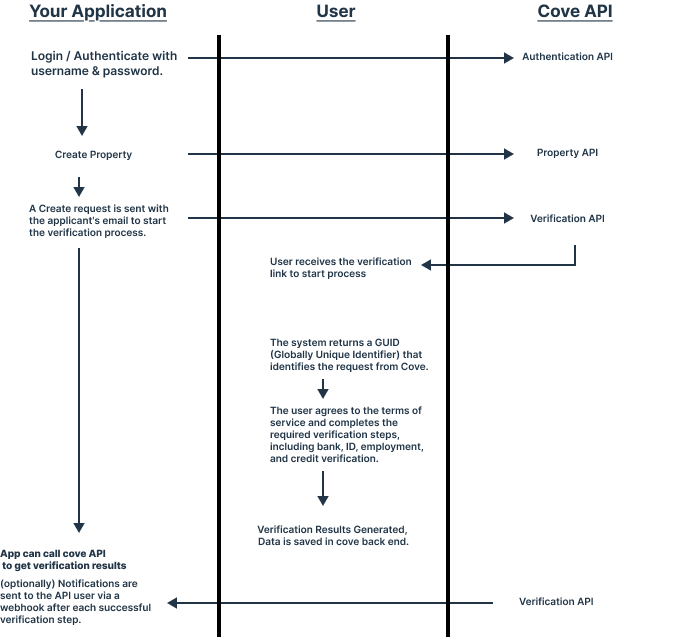 Your Application
User
Cove API
Login / Authenticate with
username & password.
Authentication API
Create Property
Property API
A Create request is sent with
the applicant's email to start
the verification process.
Verification API
User receives the verification
link to start process
The system returns a GUID
(Globally Unique Identifier) that
identifies the request from Cove.
The user agrees to the terms of
service and completes the
required verification steps,
including bank, ID, employment,
and credit verification.
Verification Results Generated,
Data is saved in cove back end.
App can call cove API
to get verification results
(optionally) Notifications are
sent to the API user via a
webhook after each successful
verification step.
Verification API